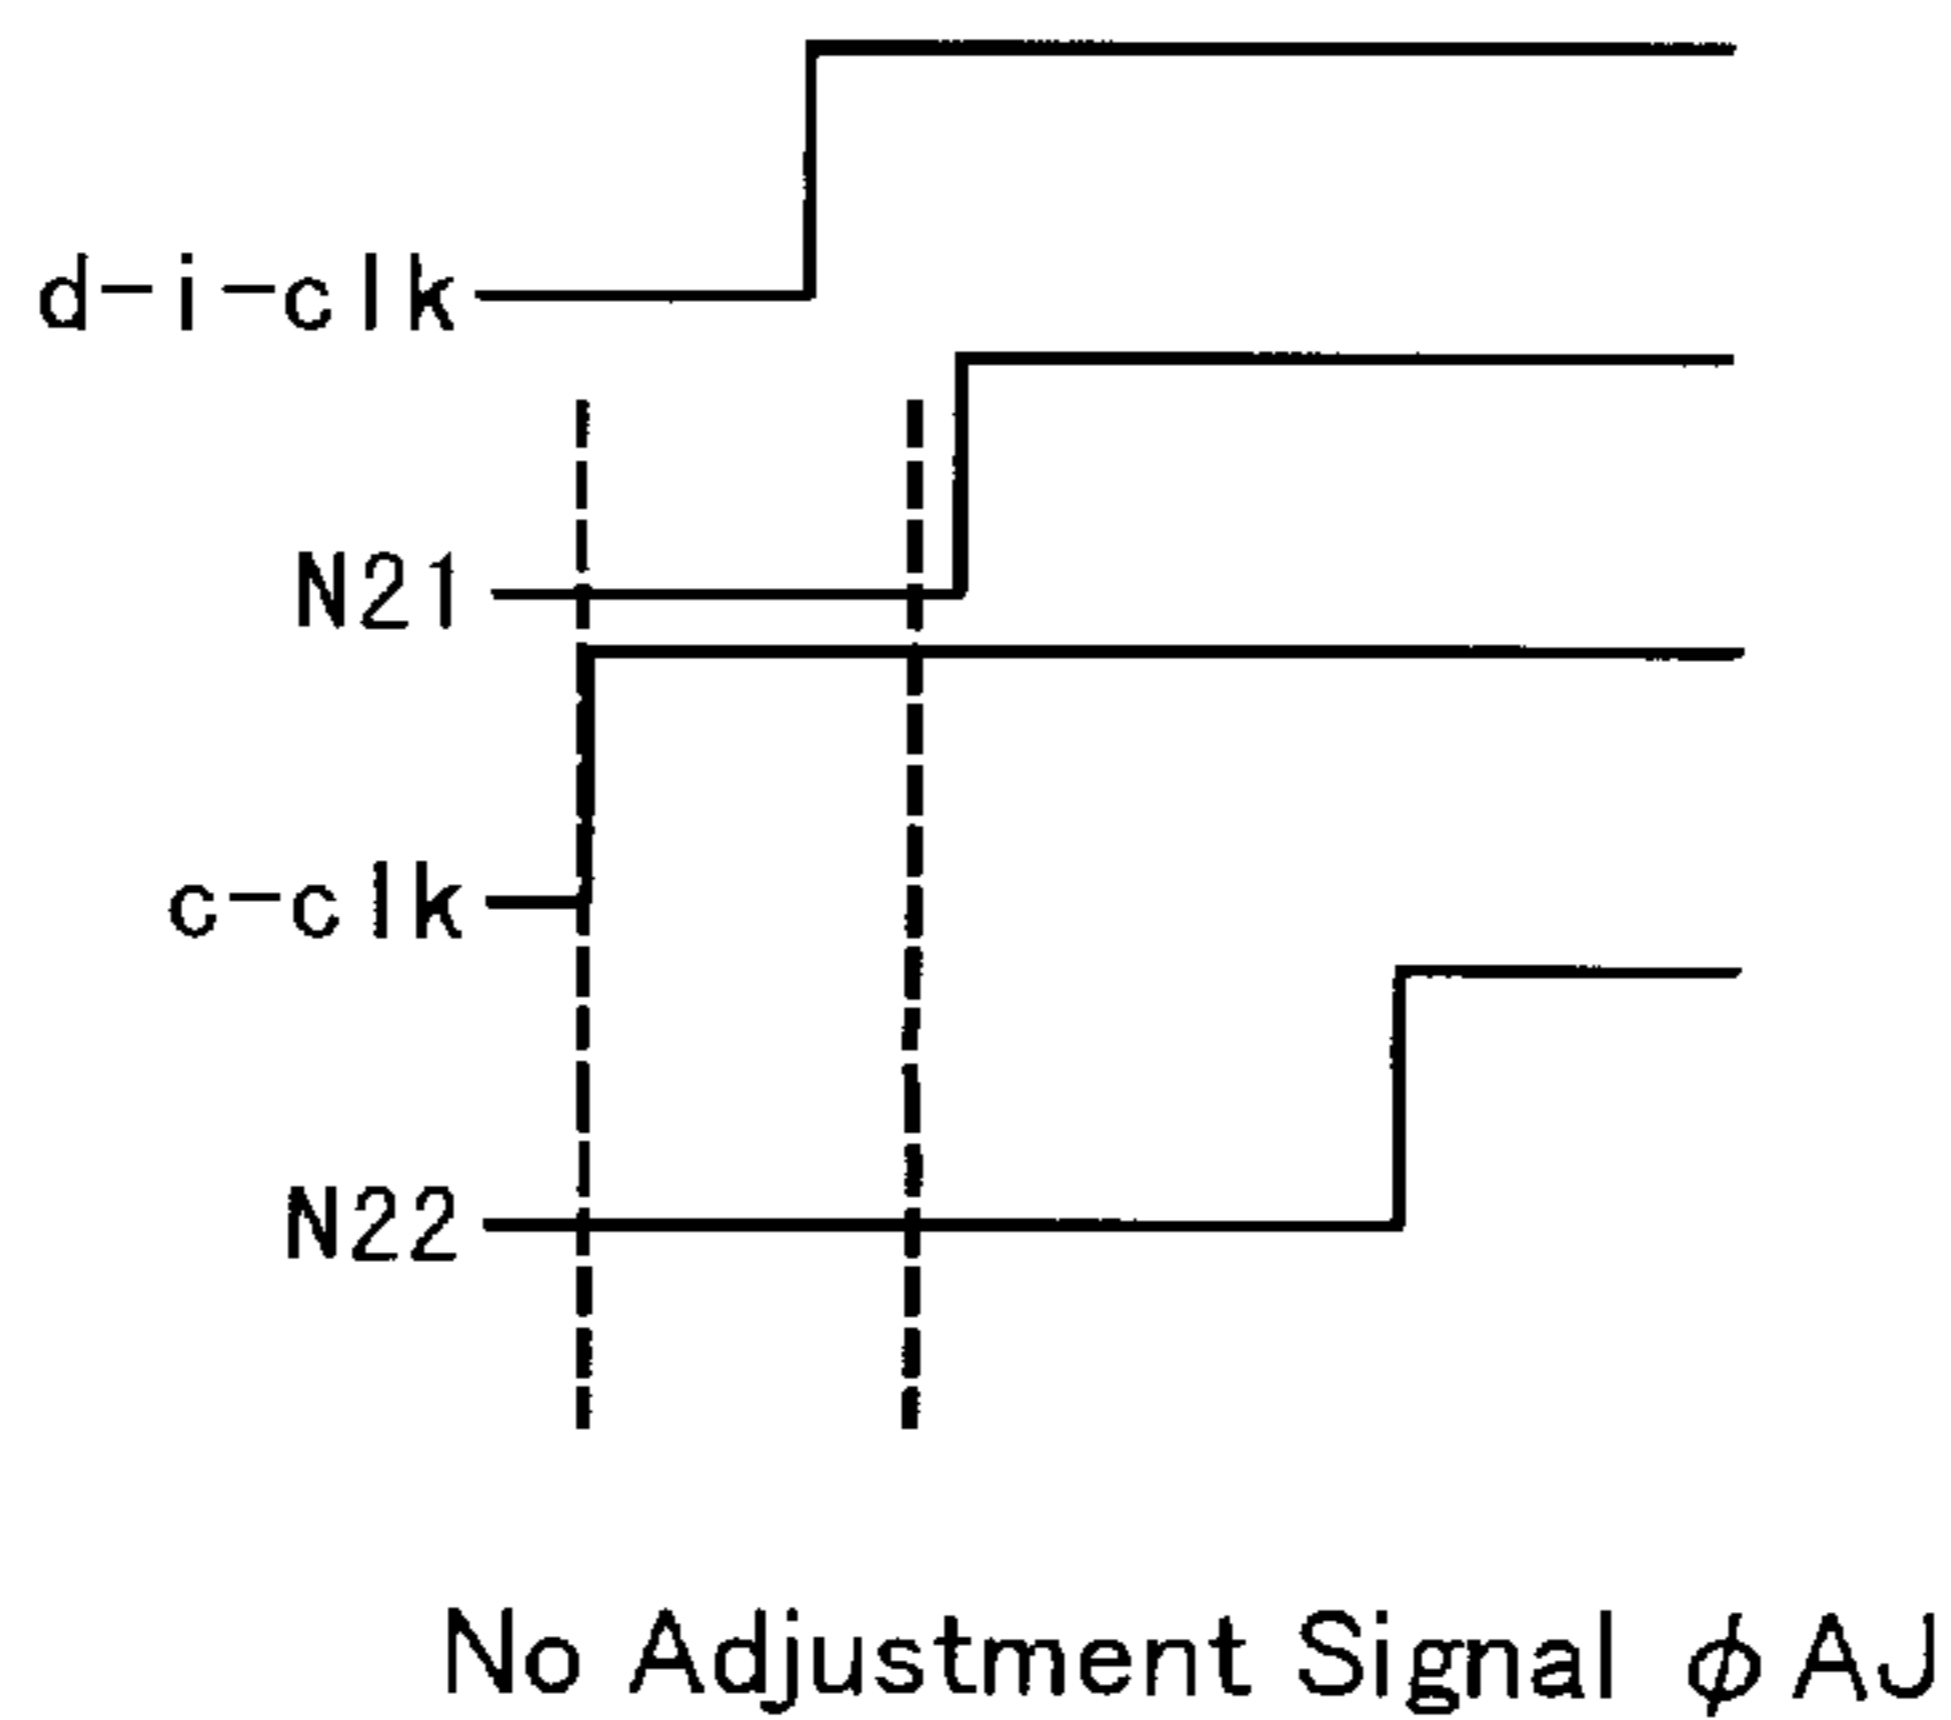 d-i-clk
N21
c-clk
N22
No Adjustment Signal ϕAJ